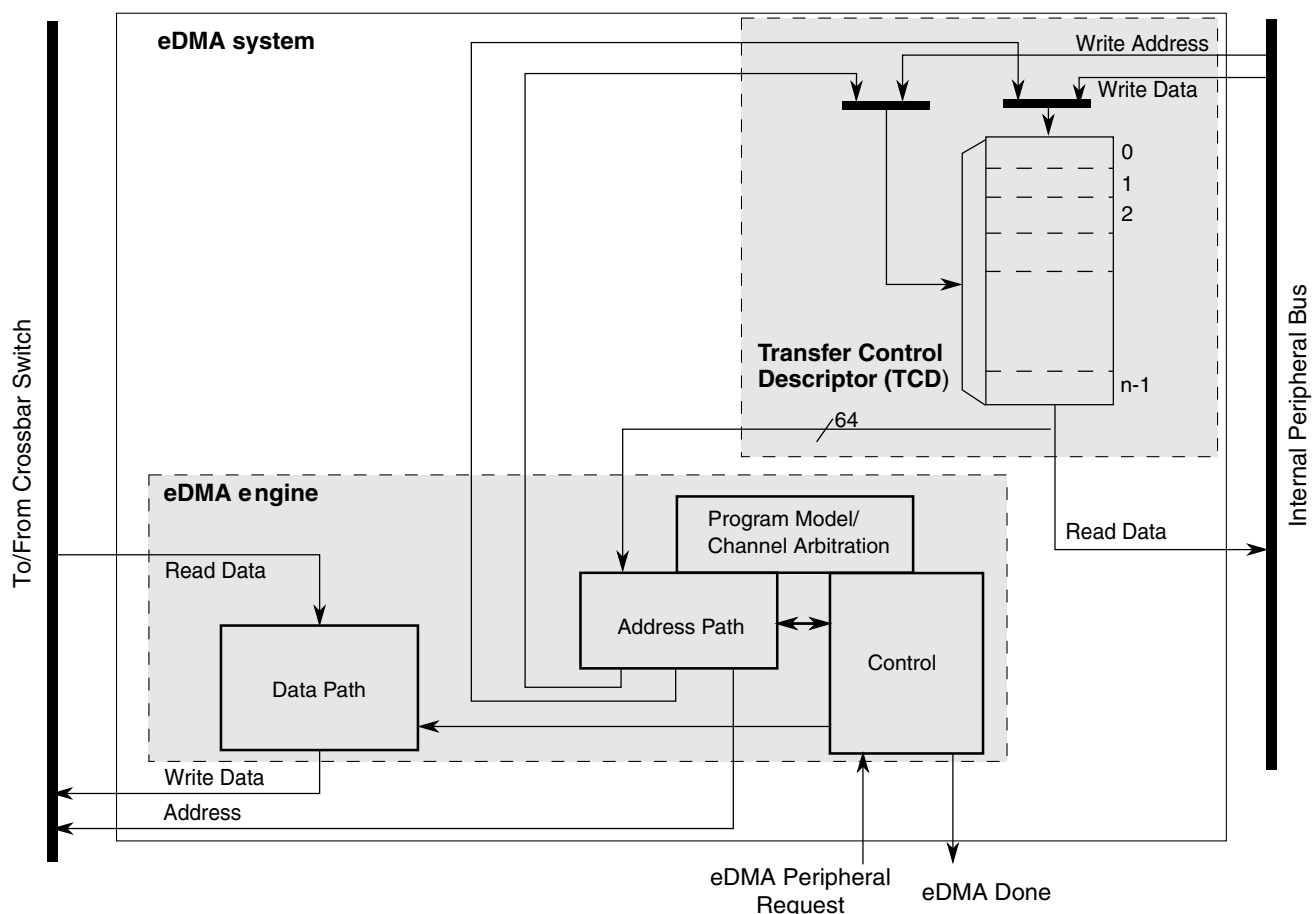 eDMA system
Write Address
Write Data
0
1
2
n-1
Transfer Control
Descriptor (TCD)
64
To/From Crossbar Switch
Internal Peripheral Bus
eDMA engine
Program Model/
Channel Arbitration
Read Data
Read Data
Address Path
Control
Data Path
Write Data
Address
eDMA Peripheral
Request
eDMA Done